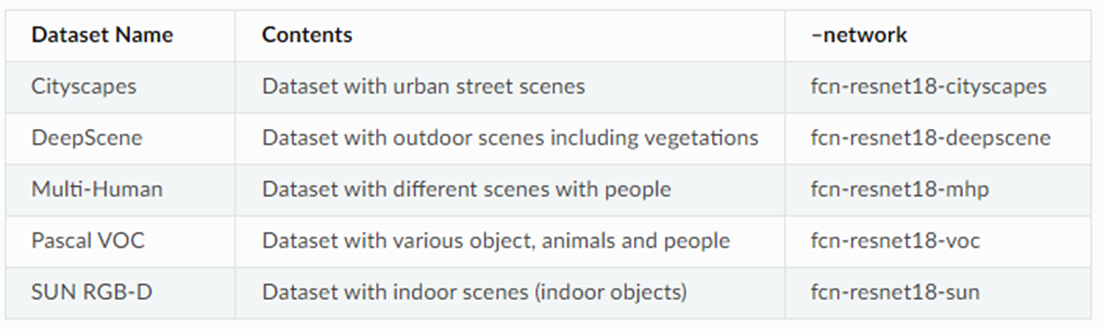 Dataset Name Contents –network
Cityscapes Dataset with urban street scenes fcn-resnet18-cityscapes
DeepScene Dataset with outdoor scenes including vegetations fcn-resnet18-deepscene
Multi-Human Dataset with different scenes with people fcn-resnet18-mhp
Pascal VOC Dataset with various object, animals and people fcn-resnet18-voc
SUN RGB-D Dataset with indoor scenes (indoor objects) fcn-resnet18-sun